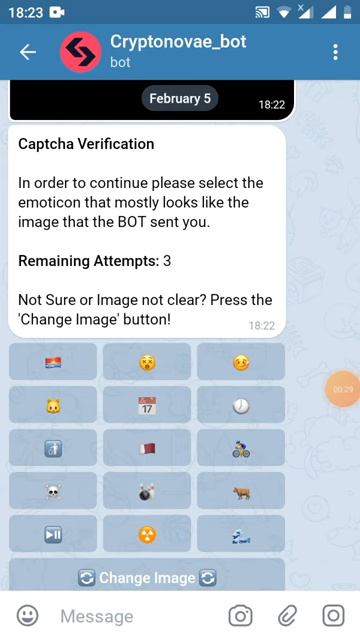 18:23
Cryptonovae_bot
bot
February 5
18:22
Captcha Verification
In order to continue please select the
emoticon that mostly looks like the
image that the BOT sent you.
Remaining Attempts: 3
Not Sure or Image not clear? Press the
'Change Image' button!
18:22
00:29
Change Image
Message